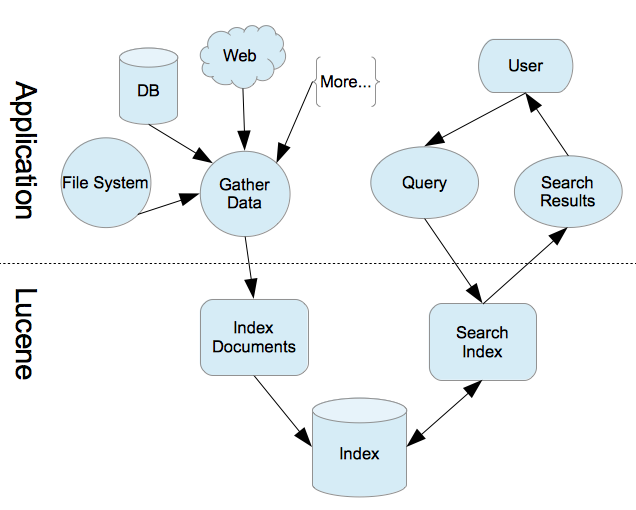 Application
DB
Web
{More...}
User
File System
Gather
Data
Query
Search
Results
Lucene
Index
Documents
Search
Index
Index